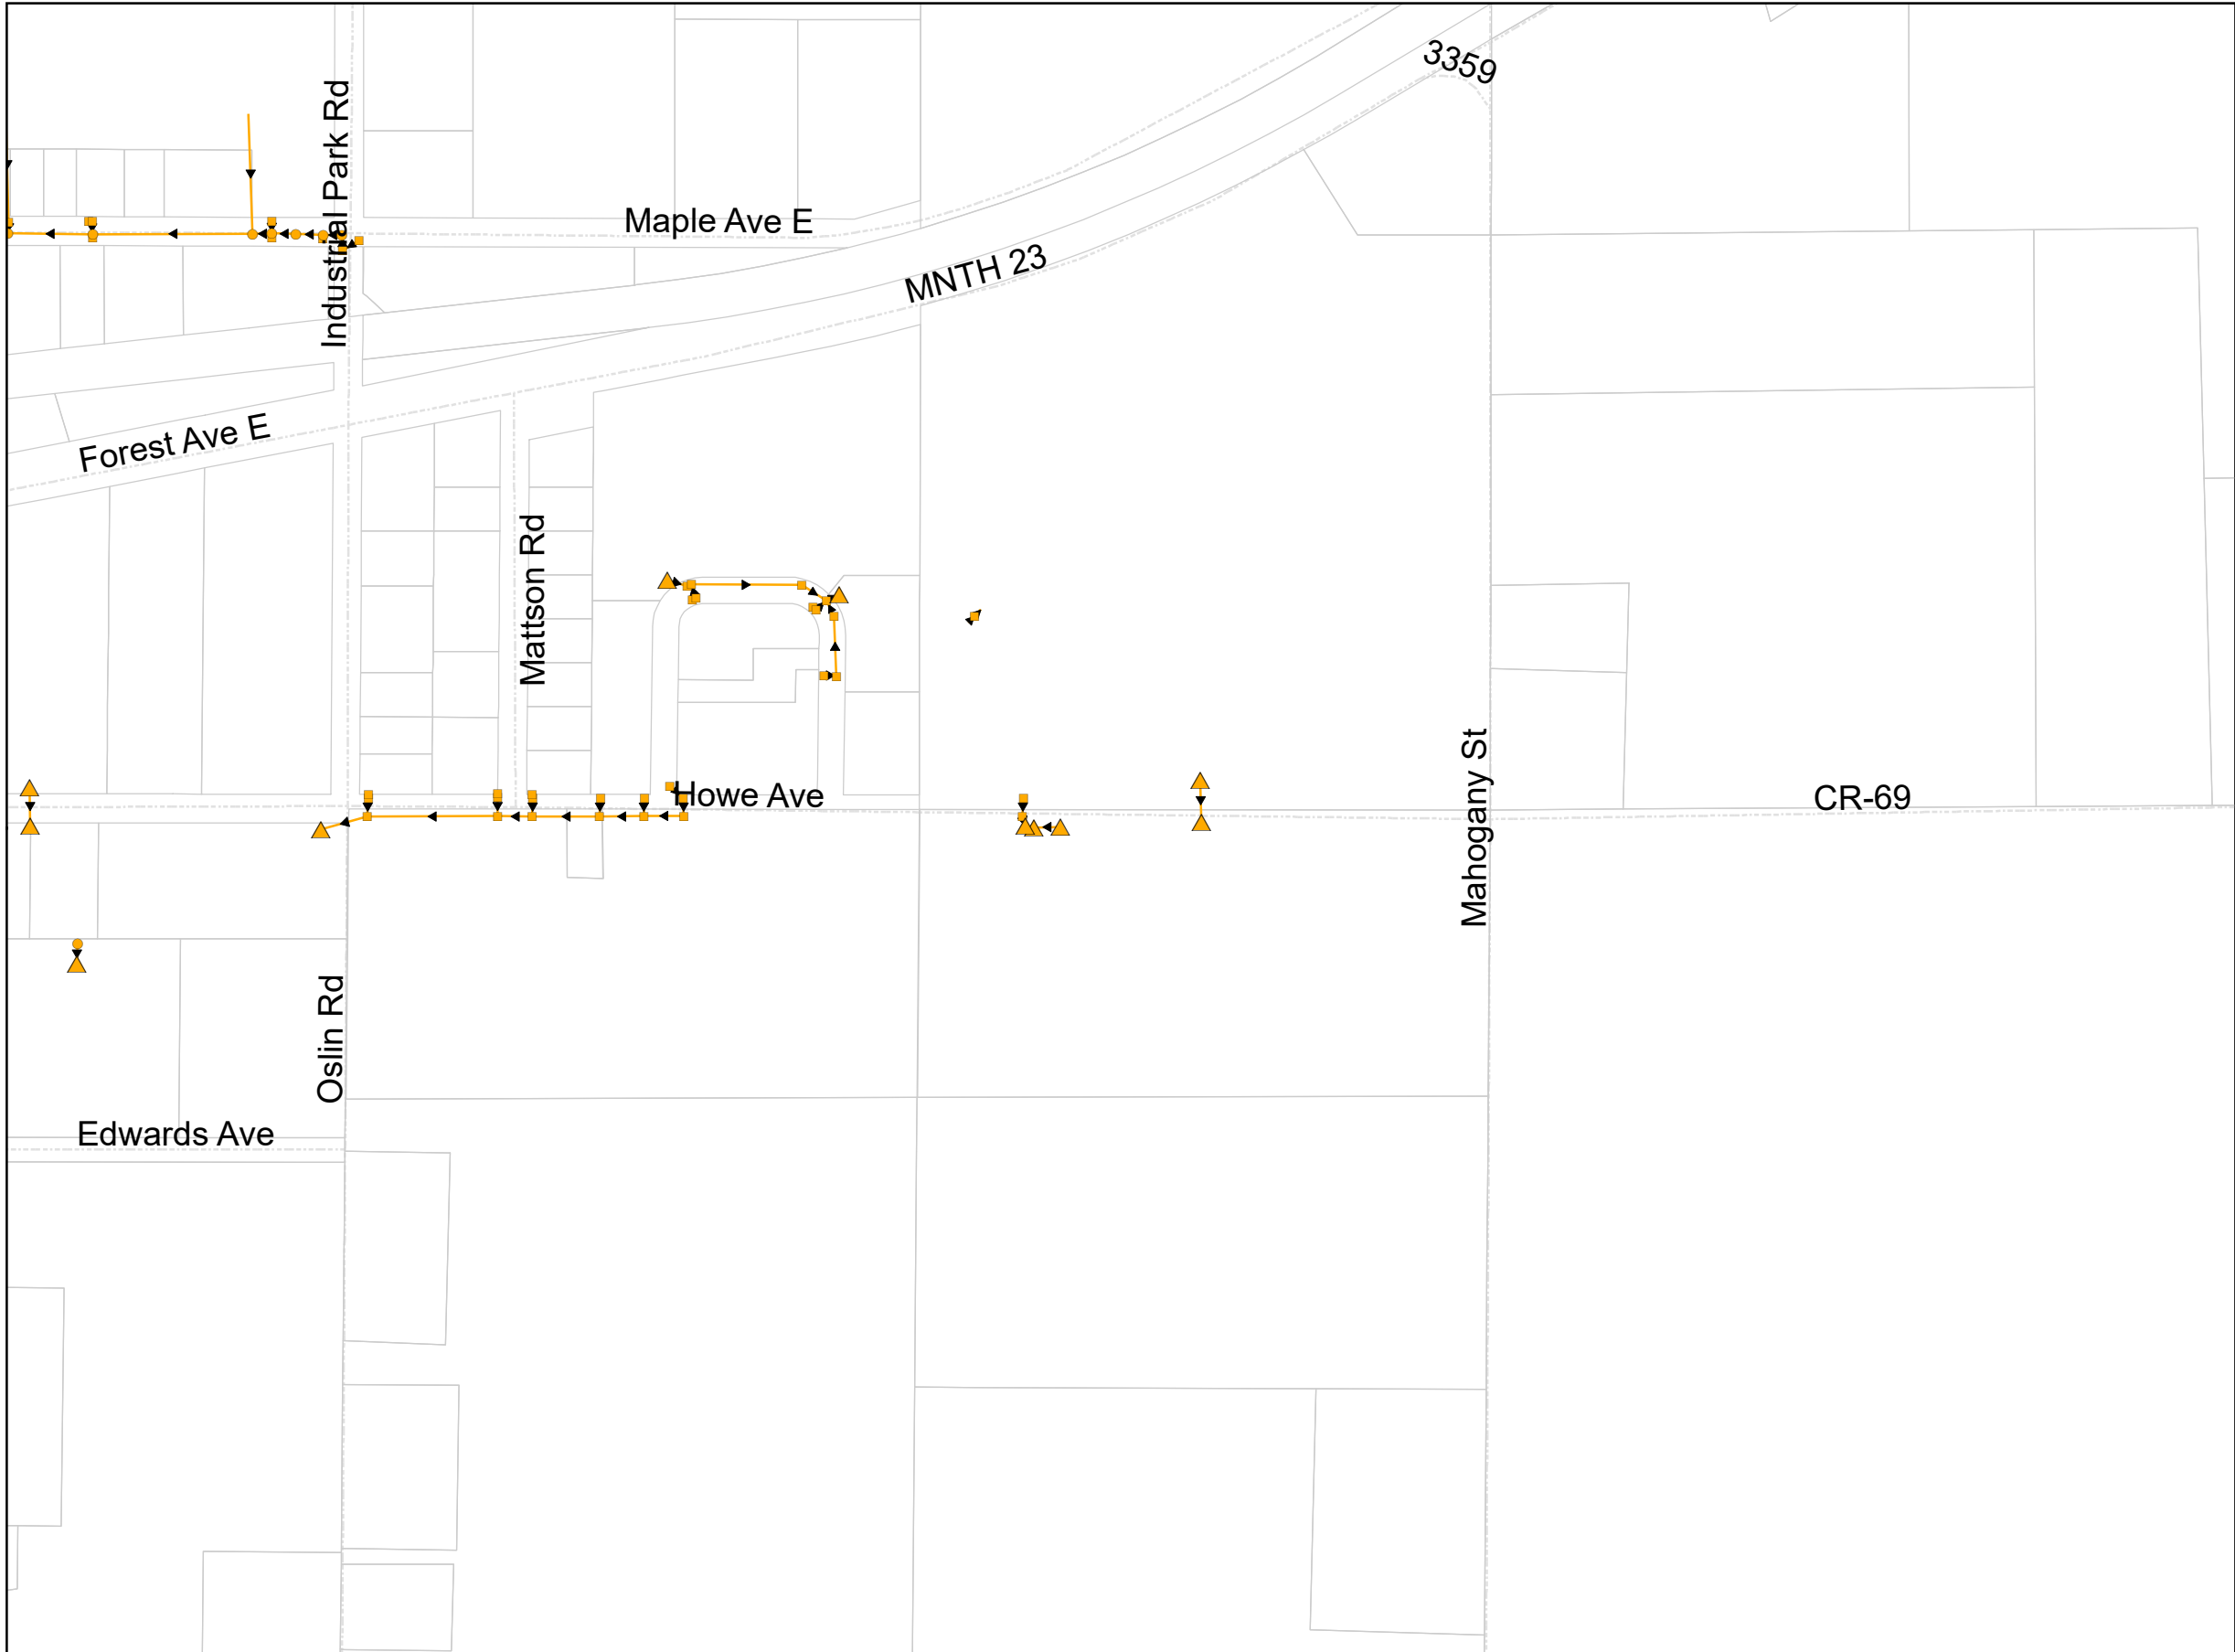 3359
Industrial Park Rd
Maple Ave E
MNTH 23
Forest Ave E
Mattson Rd
Howe Ave
CR-69
Mahogany St
Oslin Rd
Edwards Ave